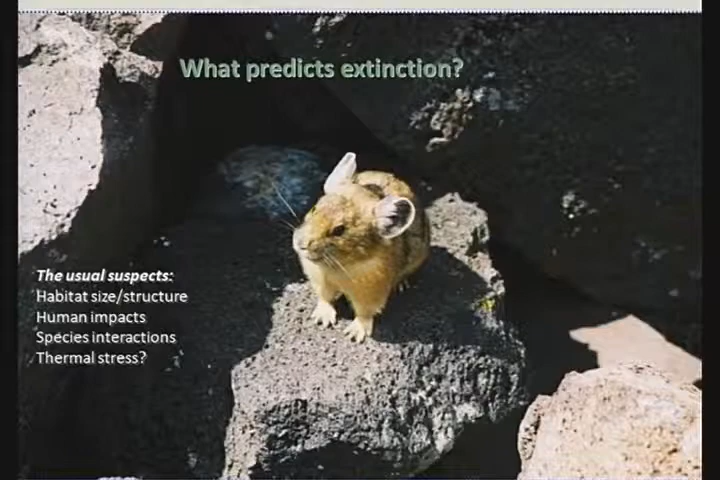 What predicts extinction?
The usual suspects:
Habitat size/structure
Human impacts
Species interactions
Thermal stress?